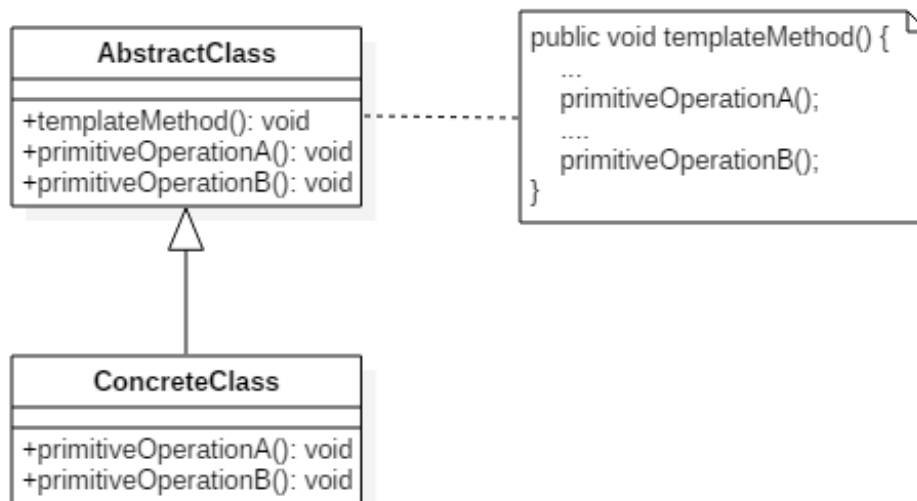 AbstractClass
+templateMethod(): void
+primitiveOperationA(): void
+primitiveOperationB(): void
public void templateMethod() {
...
primitiveOperationA();
....
primitiveOperationB();
}
ConcreteClass
+primitiveOperationA(): void
+primitiveOperationB(): void